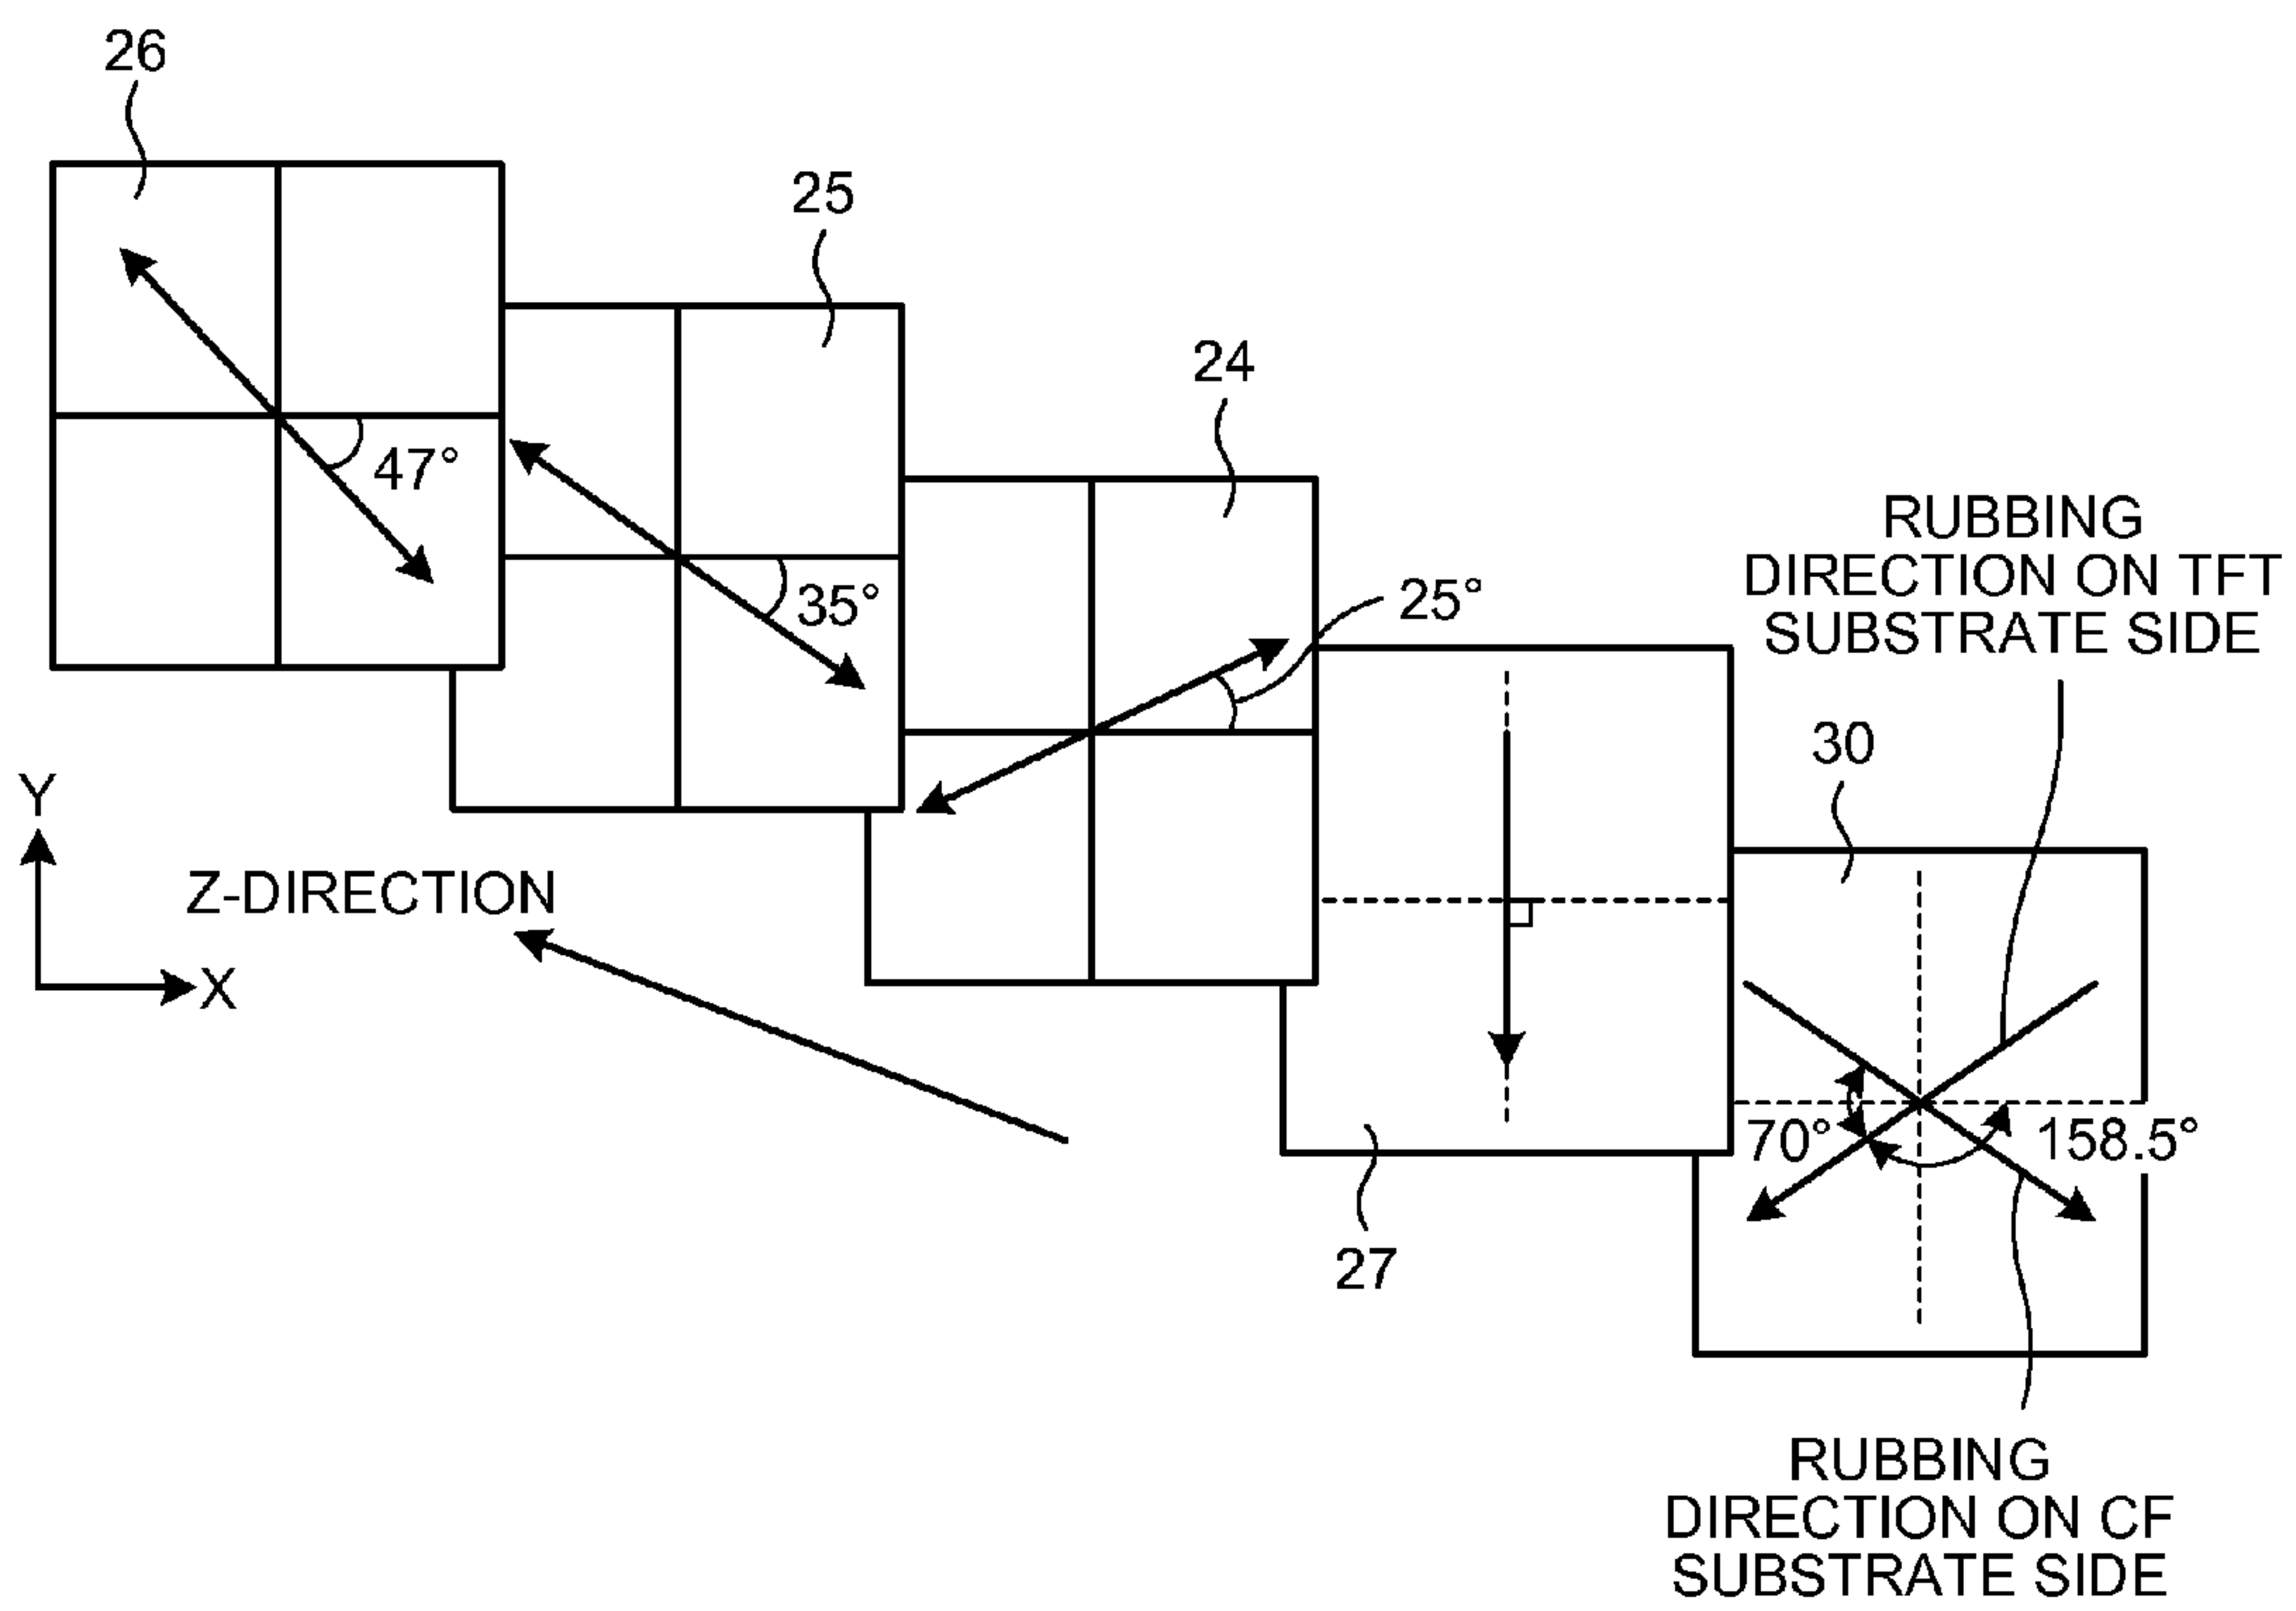 26
25
24
47°
35°
25°
RUBBING
DIRECTION ON TFT
SUBSTRATE SIDE
30
Y
Z-DIRECTION
X
70°
158.5°
27
RUBBING
DIRECTION ON CF
SUBSTRATE SIDE